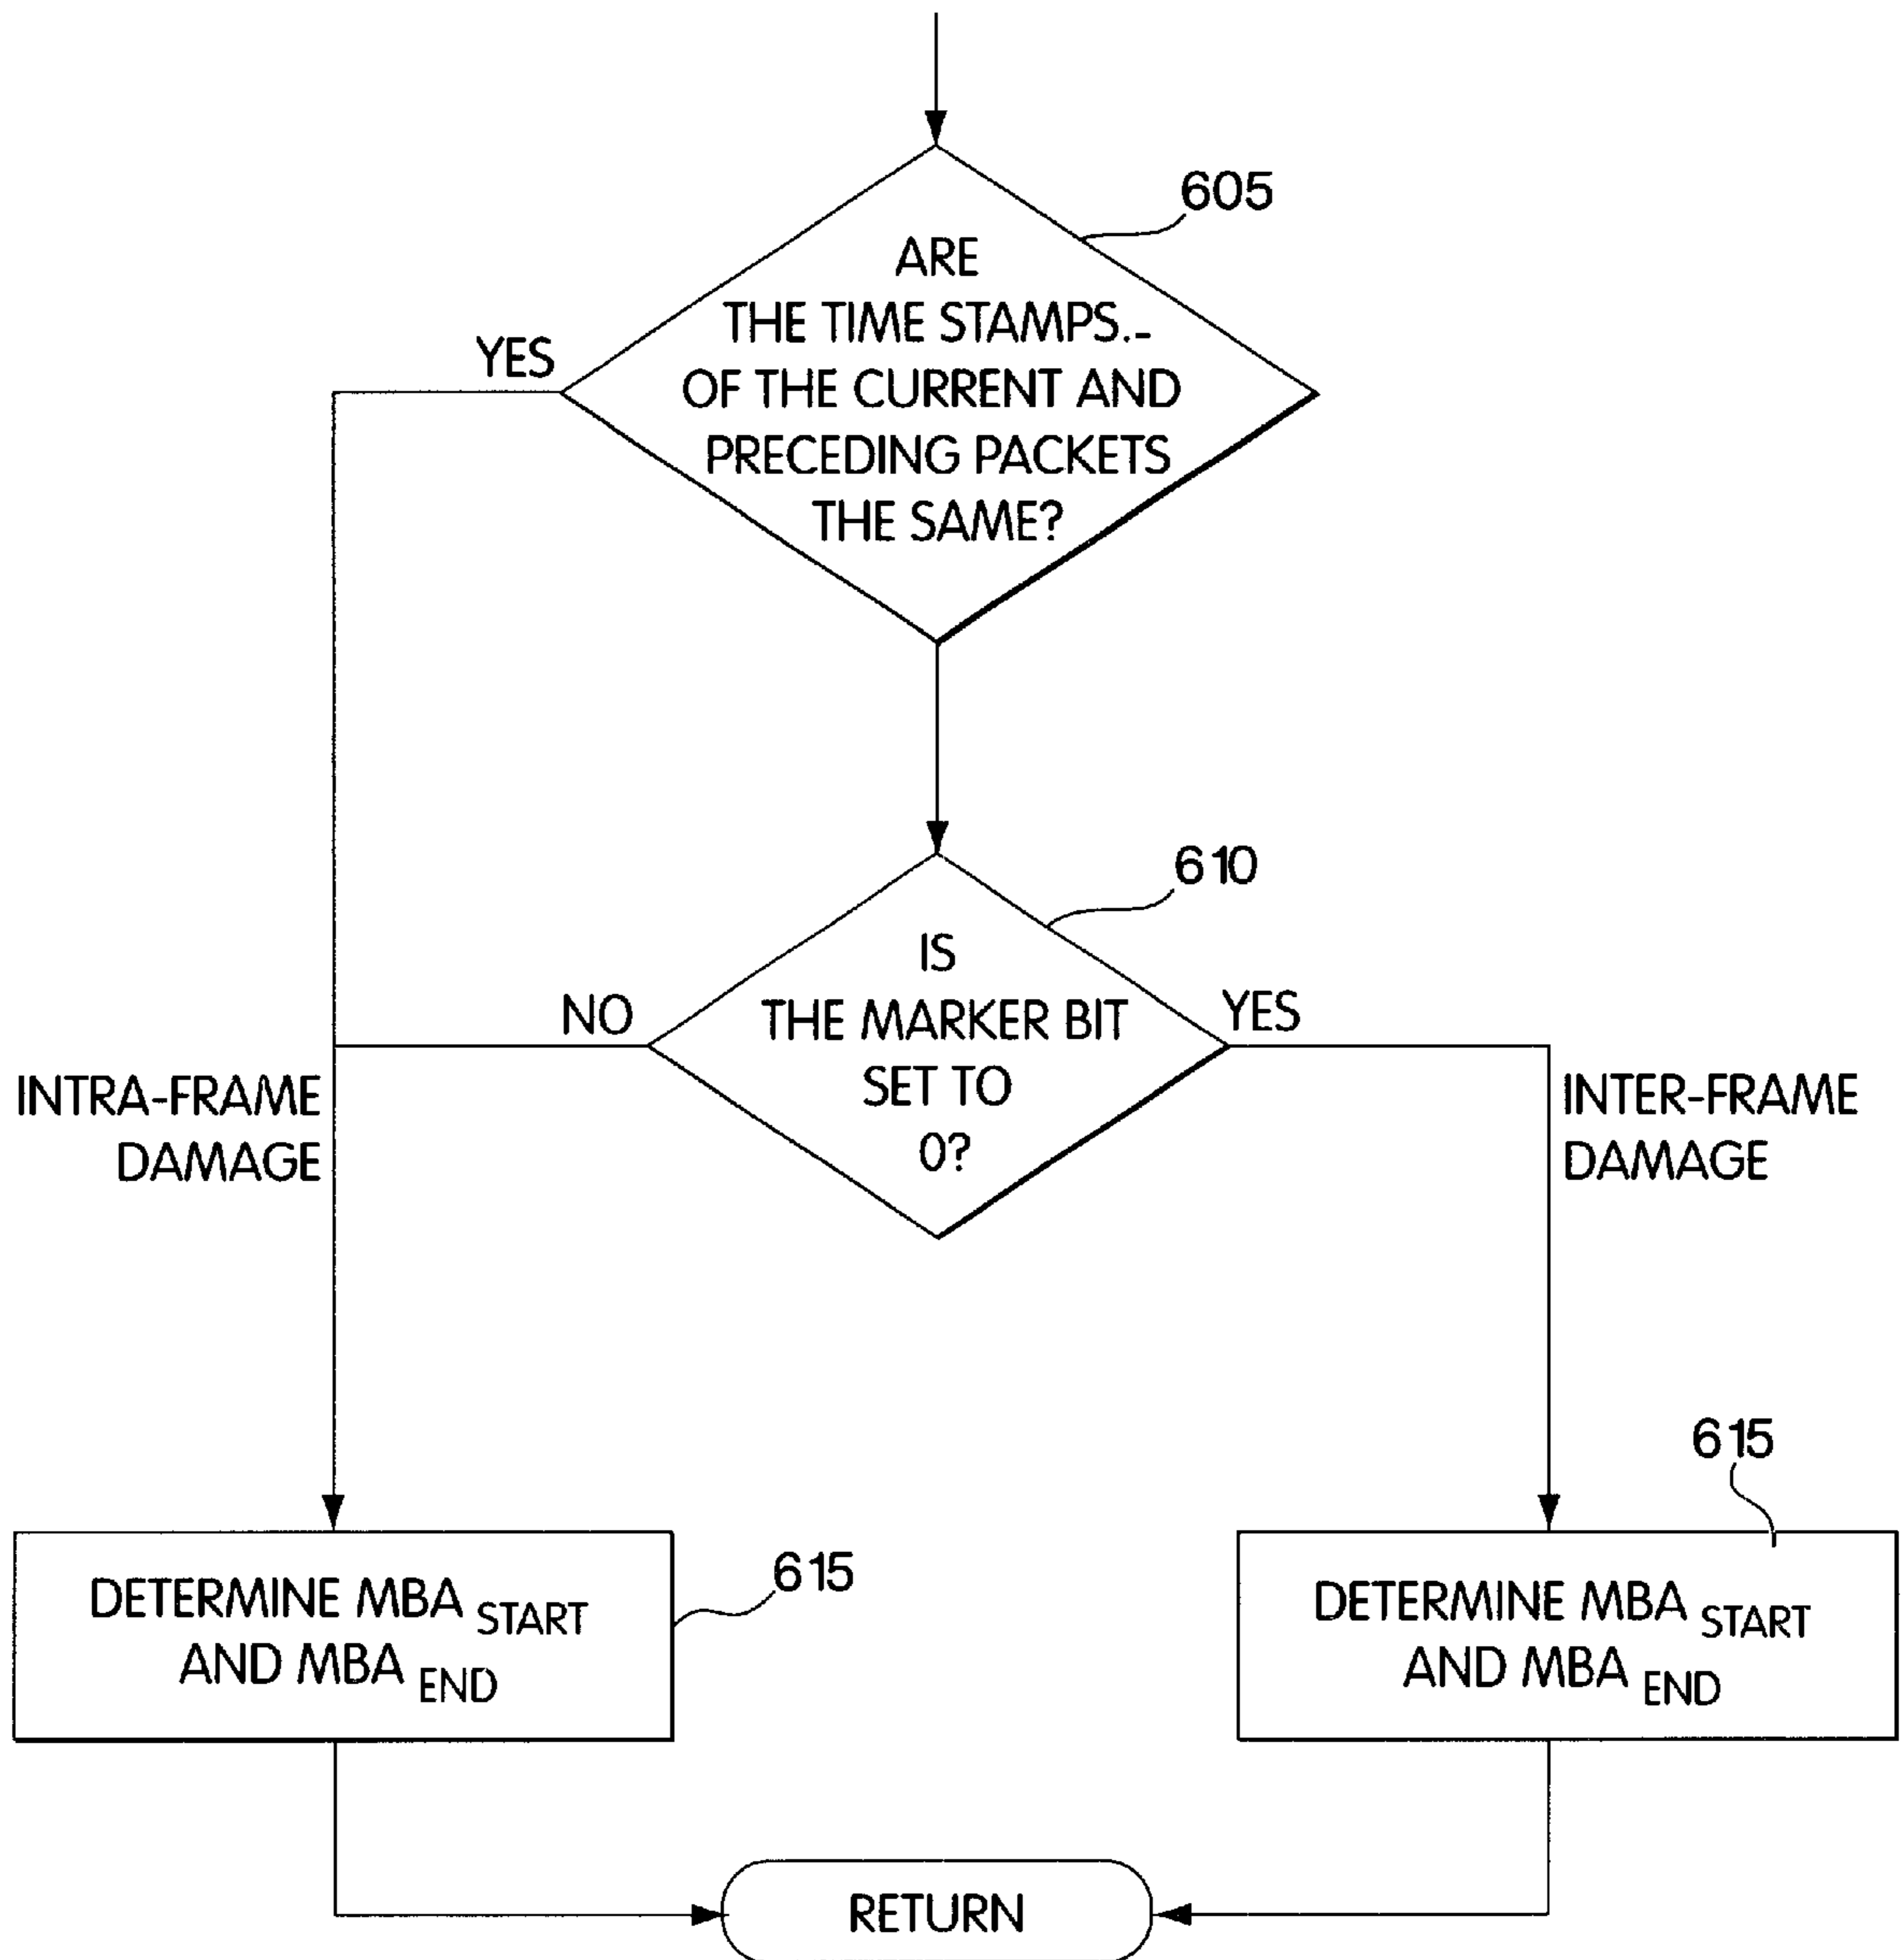 605
ARE
THE TIME STAMPS.-
OF THE CURRENT AND
PRECEDING PACKETS
THE SAME?
YES
610
IS
THE MARKER BIT
SET TO
0?
NO
YES
INTRA-FRAME
DAMAGE
INTER-FRAME
DAMAGE
615
DETERMINE MBA START
AND MBA END
615
DETERMINE MBA START
AND MBA END
RETURN